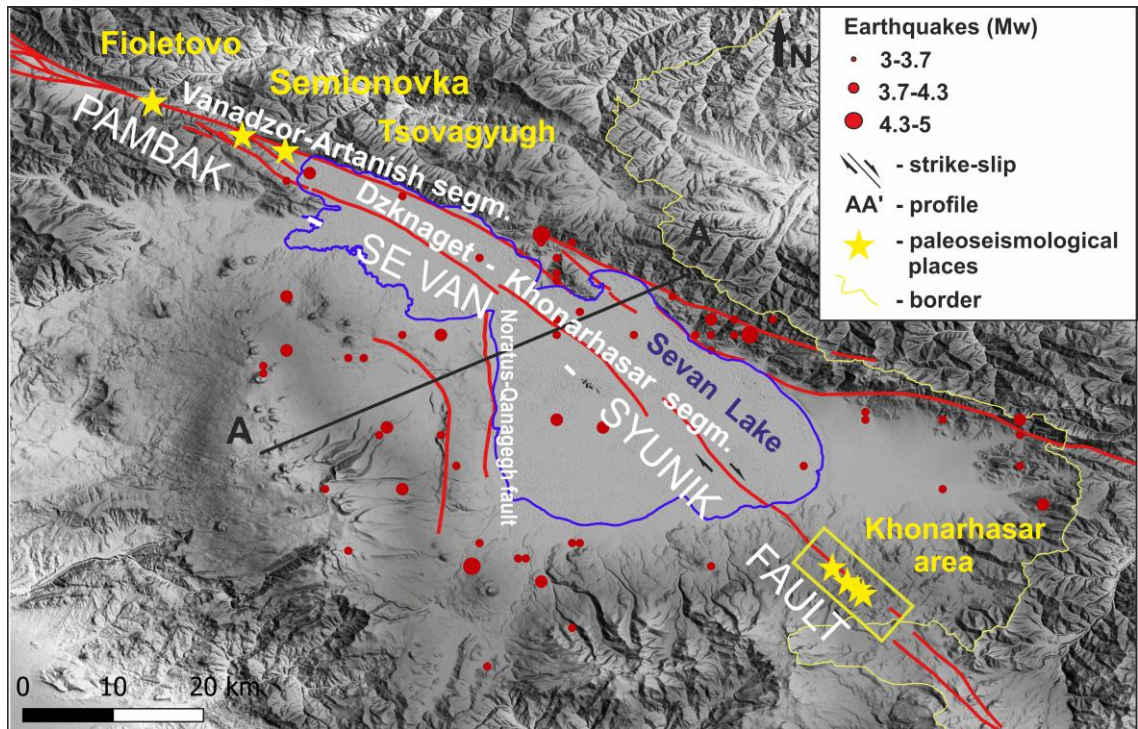 Fioletovo
Semionovka
Tsovagyugh
Vanadzor-Artanish segm.
PAMBAK
Dzknaget - Khonarhasar segm.
SE VAN
-
SYUNIK
FAULT
Noratus-Qanagegh fault
Sevan Lake
A
A
Khonarhasar
area
N
0 10 20 km
Earthquakes (Mw)
3-3.7
3.7-4.3
4.3-5
- strike-slip
AA' - profile
- paleoseismological
places
- border